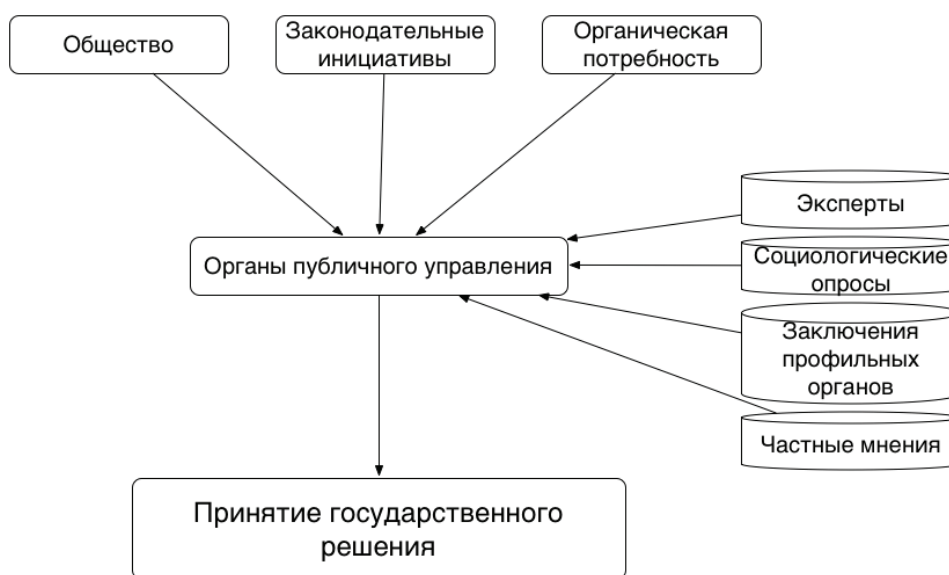 Общество
Законодательные
инициативы
Органическая
потребность
Эксперты
Органы публичного управления
Социологические
опросы
Заключения
профильных
органов
Частные мнения
Принятие государственного
решения